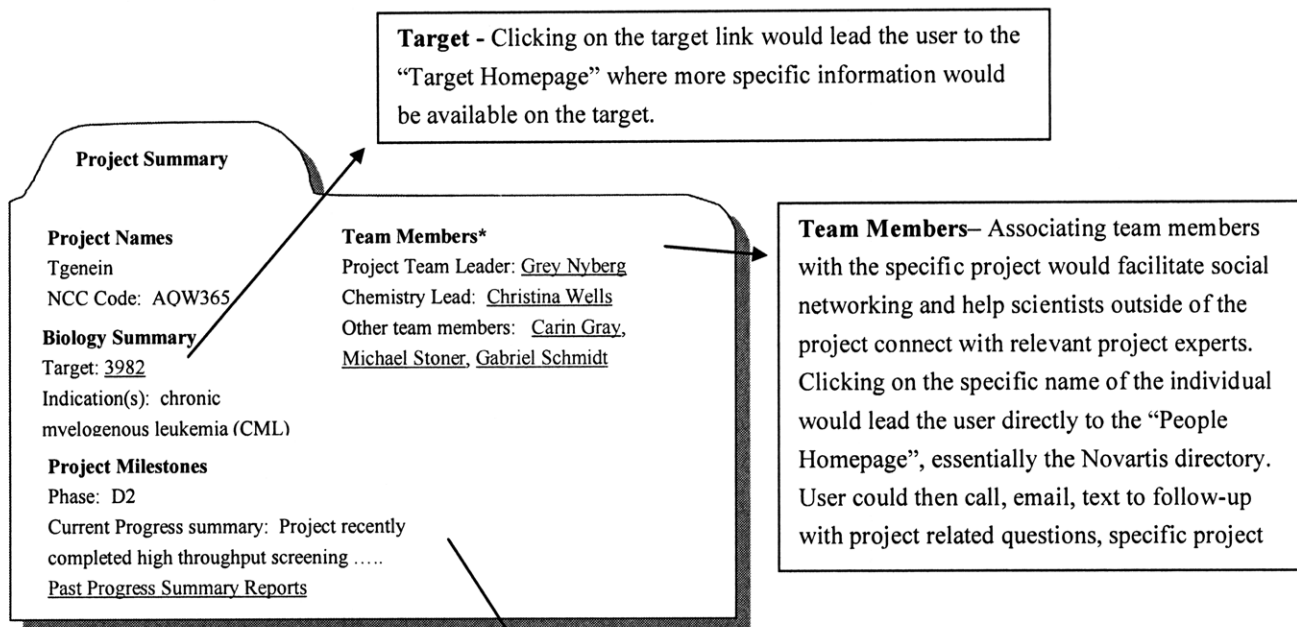 Target - Clicking on the target link would lead the user to the
“Target Homepage” where more specific information would
be available on the target.
Project Summary
Project Names
Tgenein
NCC Code: AQW365
Biology Summary
Target: 3982
Indication(s): chronic
myelogenous leukemia (CML)
Project Milestones
Phase: D2
Current Progress summary: Project recently
completed high throughput screening …..
Past Progress Summary Reports
Team Members*
Project Team Leader: Grey Nyberg
Chemistry Lead: Christina Wells
Other team members: Carin Gray,
Michael Stoner, Gabriel Schmidt
Team Members– Associating team members
with the specific project would facilitate social
networking and help scientists outside of the
project connect with relevant project experts.
Clicking on the specific name of the individual
would lead the user directly to the “People
Homepage”, essentially the Novartis directory.
User could then call, email, text to follow-up
with project related questions, specific project